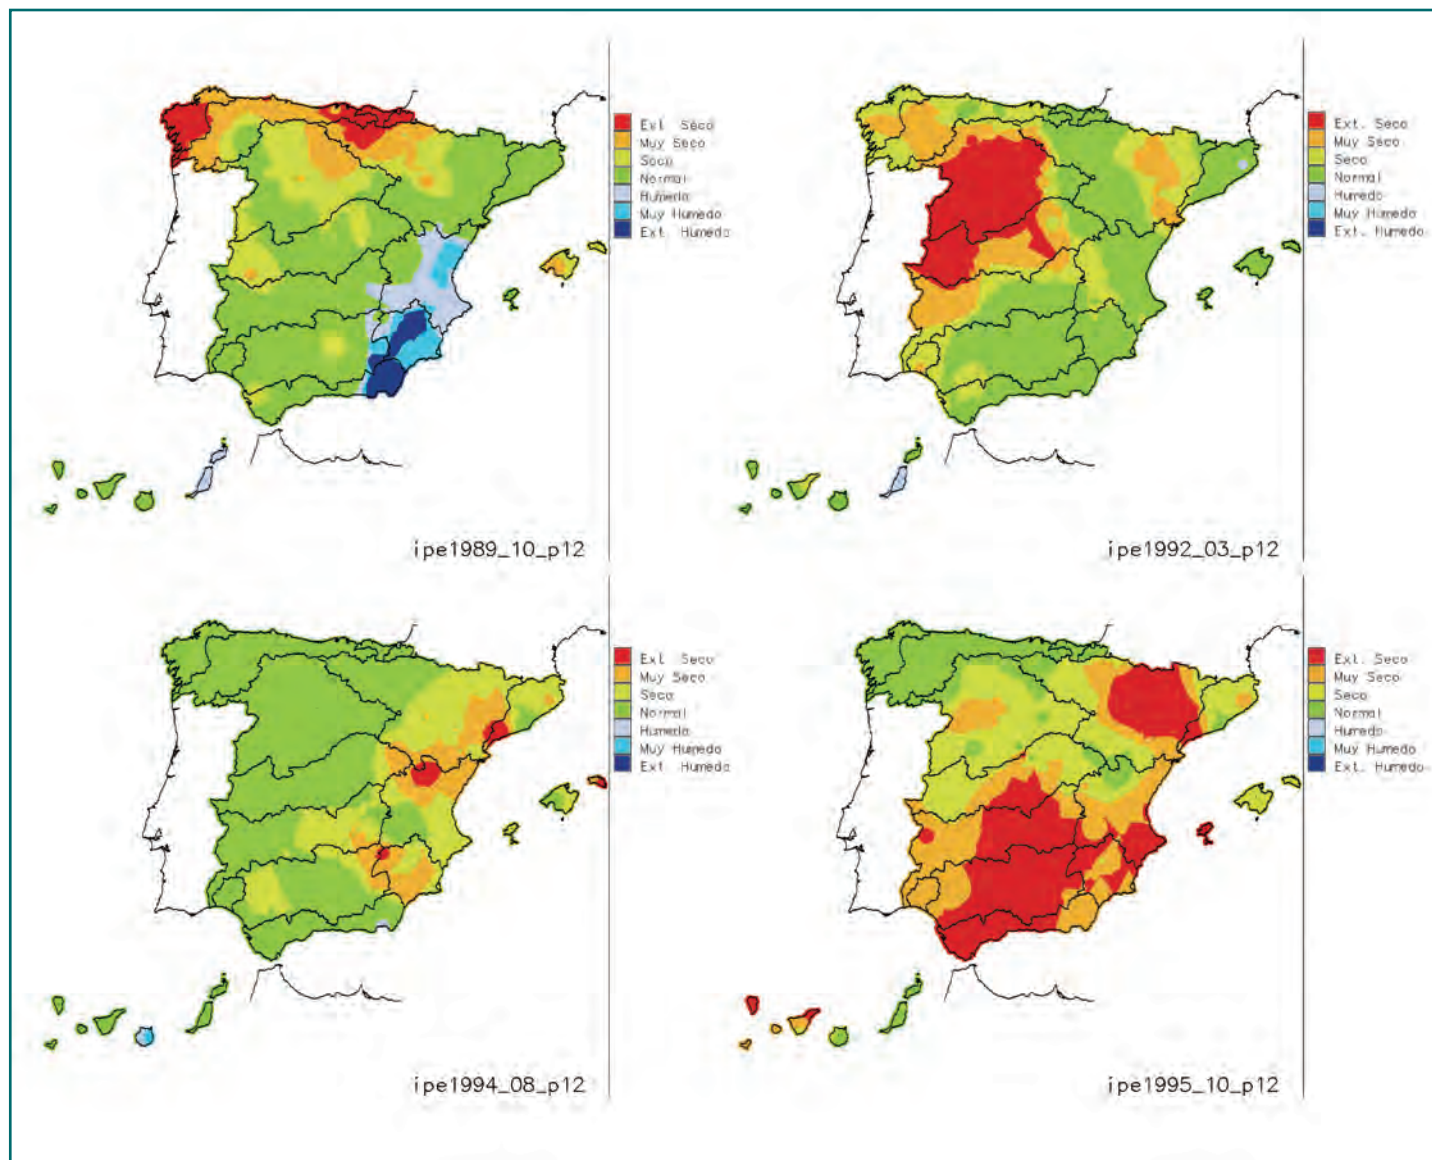 Ext. Seco
Muy Seco
Seco
Normal
Humedo
Muy Humedo
Ext. Humedo
ipe1989_10_p12
Ext. Seco
Muy Seco
Seco
Normal
Humedo
Muy Humedo
Ext. Humedo
ipe1992_03_p12
Ext. Seco
Muy Seco
Seco
Normal
Humedo
Muy Humedo
Ext. Humedo
ipe1994_08_p12
Ext. Seco
Muy Seco
Seco
Normal
Humedo
Muy Humedo
Ext. Humedo
ipe1995_10_p12